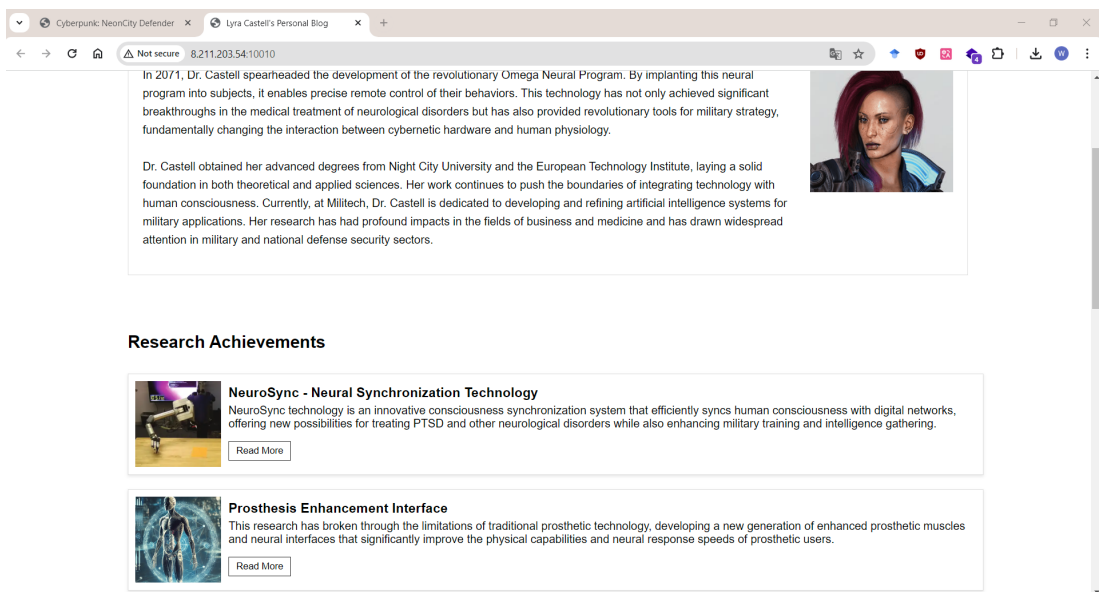 Cyberpunk: NeonCity Defender
Lyra Castell's Personal Blog
Not secure
8.211.203.54:10010
4
W
In 2071, Dr. Castell spearheaded the development of the revolutionary Omega Neural Program. By implanting this neural
program into subjects, it enables precise remote control of their behaviors. This technology has not only achieved significant
breakthroughs in the medical treatment of neurological disorders but has also provided revolutionary tools for military strategy,
fundamentally changing the interaction between cybernetic hardware and human physiology.
Dr. Castell obtained her advanced degrees from Night City University and the European Technology Institute, laying a solid
foundation in both theoretical and applied sciences. Her work continues to push the boundaries of integrating technology with
human consciousness. Currently, at Militech, Dr. Castell is dedicated to developing and refining artificial intelligence systems for
military applications. Her research has had profound impacts in the fields of business and medicine and has drawn widespread
attention in military and national defense security sectors.
Research Achievements
NeuroSync - Neural Synchronization Technology
NeuroSync technology is an innovative consciousness synchronization system that efficiently syncs human consciousness with digital networks,
offering new possibilities for treating PTSD and other neurological disorders while also enhancing military training and intelligence gathering.
Read More
Prosthesis Enhancement Interface
This research has broken through the limitations of traditional prosthetic technology, developing a new generation of enhanced prosthetic muscles
and neural interfaces that significantly improve the physical capabilities and neural response speeds of prosthetic users.
Read More